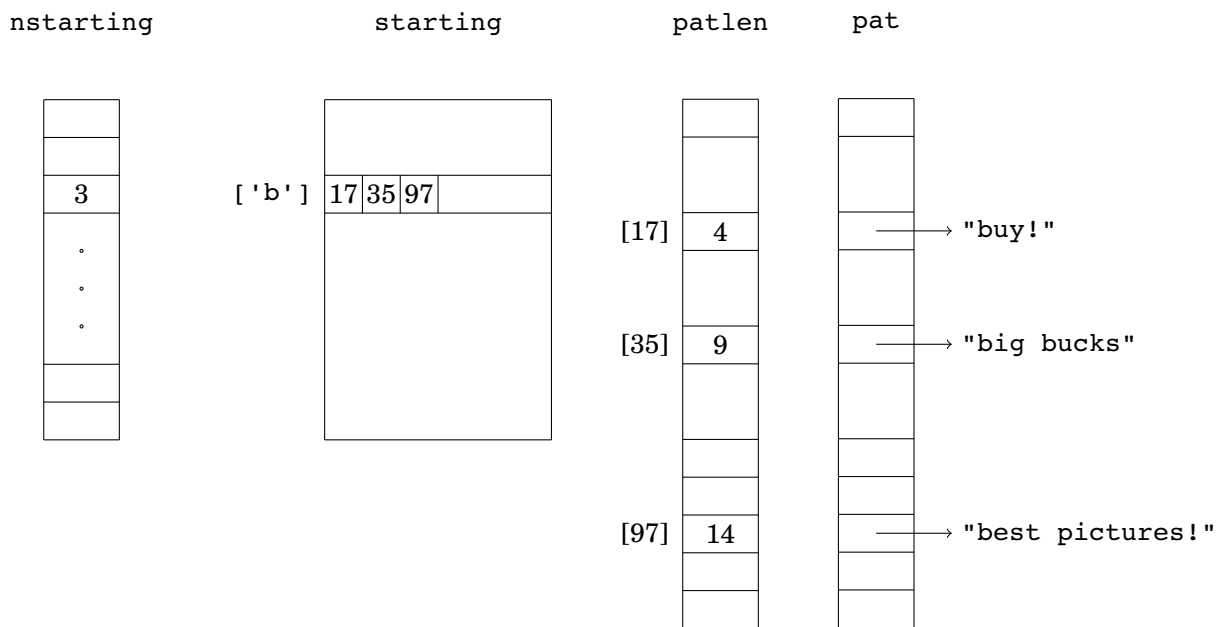 nstarting starting patlen pat
3 ['b'] 17 35 97
[17] 4 "buy!"
[35] 9 "big bucks"
[97] 14 "best pictures!"